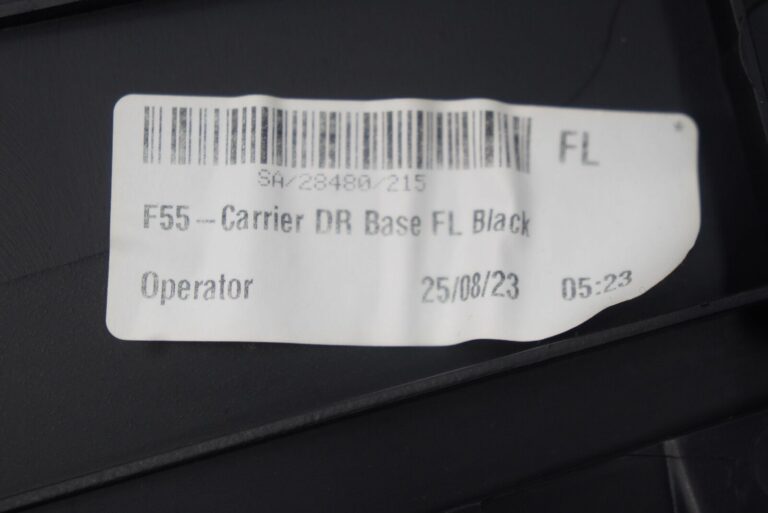 FL
SA/28480/215
F55-Carrier DR Base FL Black
Operator 25/08/23 05:23